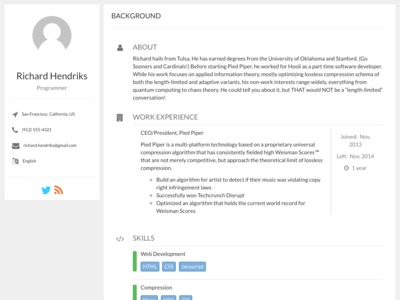 Richard Hendriks
Programmer
San-Francisco, California, US
(912) 555-4321
richard.hendriks@gmail.com
English
BACKGROUND
ABOUT
Richard hails from Tulsa. He has earned degrees from the University of Oklahoma and Stanford. (Go
Sooners and Cardinals!) Before starting Pied Piper, he worked for Hooli as a part time software developer.
While his work focuses on applied information theory, mostly optimizing lossless compression schema of
both the length-limited and adaptive variants, his non-work interests range widely, everything from
quantum computing to chaos theory. He could tell you about it, but THAT would NOT be a "length-limited"
conversation!
WORK EXPERIENCE
CEO/President, Pied Piper
Joined: Nov, 2013
Left: Nov, 2014
1 year
Pied Piper is a multi-platform technology based on a proprietary universal
compression algorithm that has consistently fielded high Weisman Scores™
that are not merely competitive, but approach the theoretical limit of lossless
compression.
Build an algorithm for artist to detect if their music was violating copy
right infringement laws
Successfully won Techcrunch Disrupt
Optimized an algorithm that holds the current world record for
Weisman Scores
SKILLS
Web Development
HTML CSS Javascript
Compression